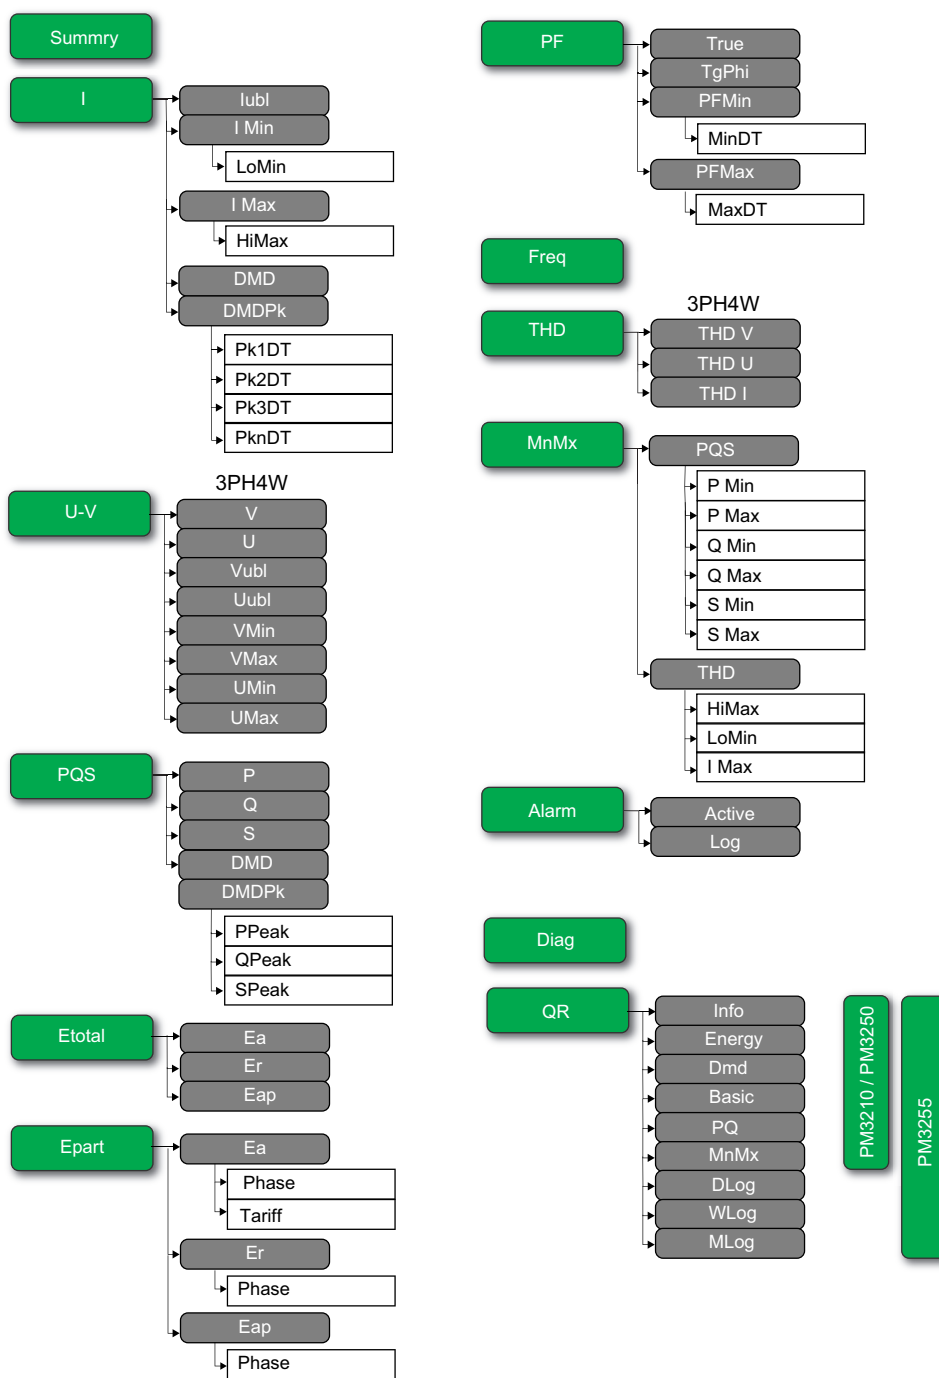 Summry
I
Iubl
I Min
LoMin
I Max
HiMax
DMD
DMDPk
Pk1DT
Pk2DT
Pk3DT
PknDT
3PH4W
U-V
V
U
Vubl
Uubl
VMin
VMax
UMin
UMax
PQS
P
Q
S
DMD
DMDPk
PPeak
QPeak
SPeak
Etotal
Ea
Er
Eap
Epart
Ea
Phase
Tariff
Er
Phase
Eap
Phase
PF
True
TgPhi
PFMin
MinDT
PFMax
MaxDT
Freq
3PH4W
THD
THD V
THD U
THD I
MnMx
PQS
P Min
P Max
Q Min
Q Max
S Min
S Max
THD
HiMax
LoMin
I Max
Alarm
Active
Log
Diag
QR
Info
Energy
Dmd
Basic
PQ
MnMx
DLog
WLog
MLog
PM3210 / PM3250
PM3255